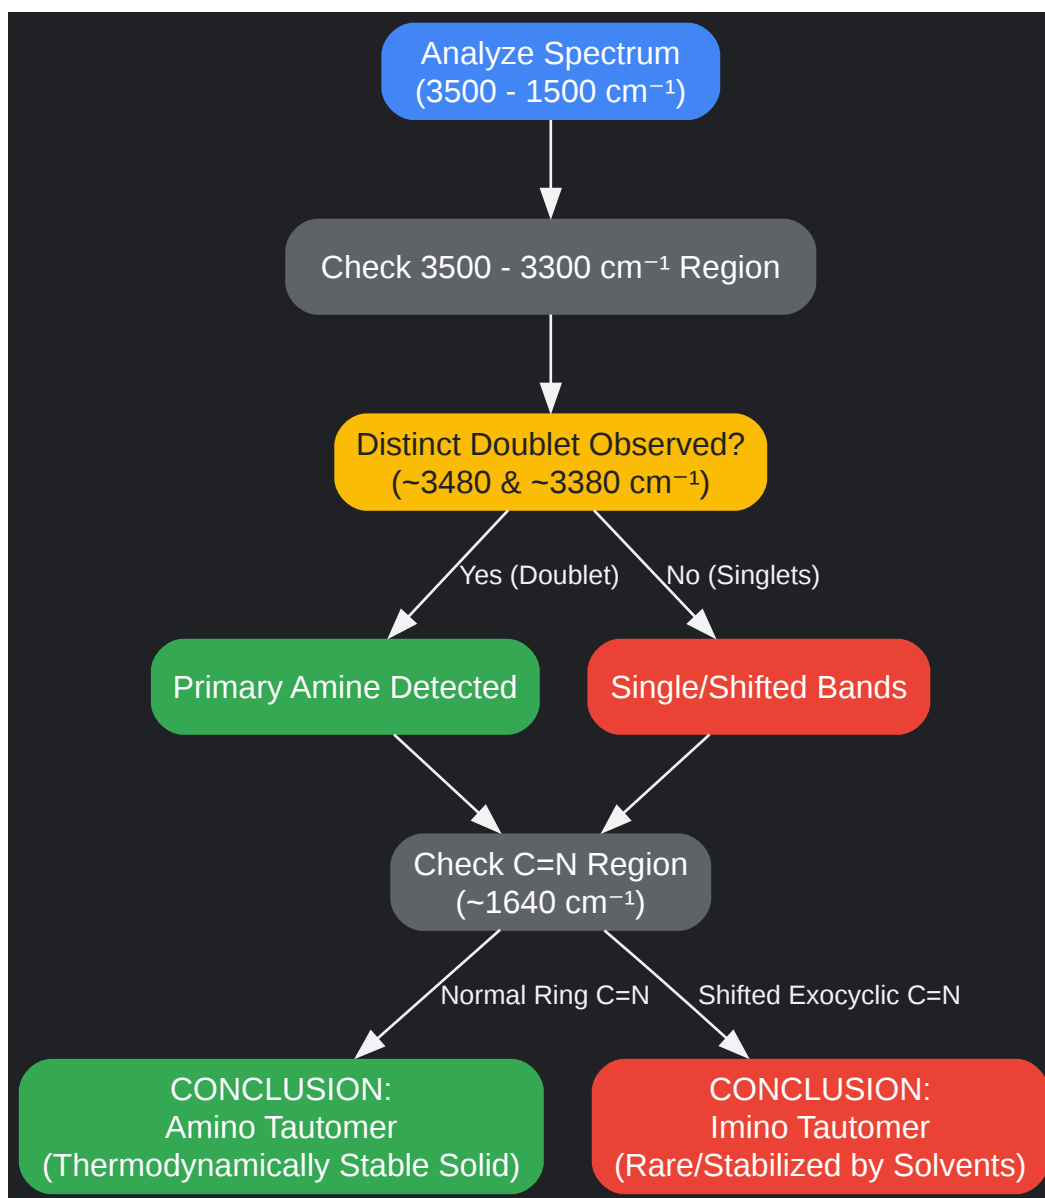 Analyze Spectrum
(3500 - 1500 cm⁻¹)
Check 3500 - 3300 cm⁻¹ Region
Distinct Doublet Observed?
(~3480 & ~3380 cm⁻¹)
Yes (Doublet)
No (Singlets)
Primary Amine Detected
Single/Shifted Bands
Check C=N Region
(~1640 cm⁻¹)
Normal Ring C=N
Shifted Exocyclic C=N
CONCLUSION:
Amino Tautomer
(Thermodynamically Stable Solid)
CONCLUSION:
Imino Tautomer
(Rare/Stabilized by Solvents)